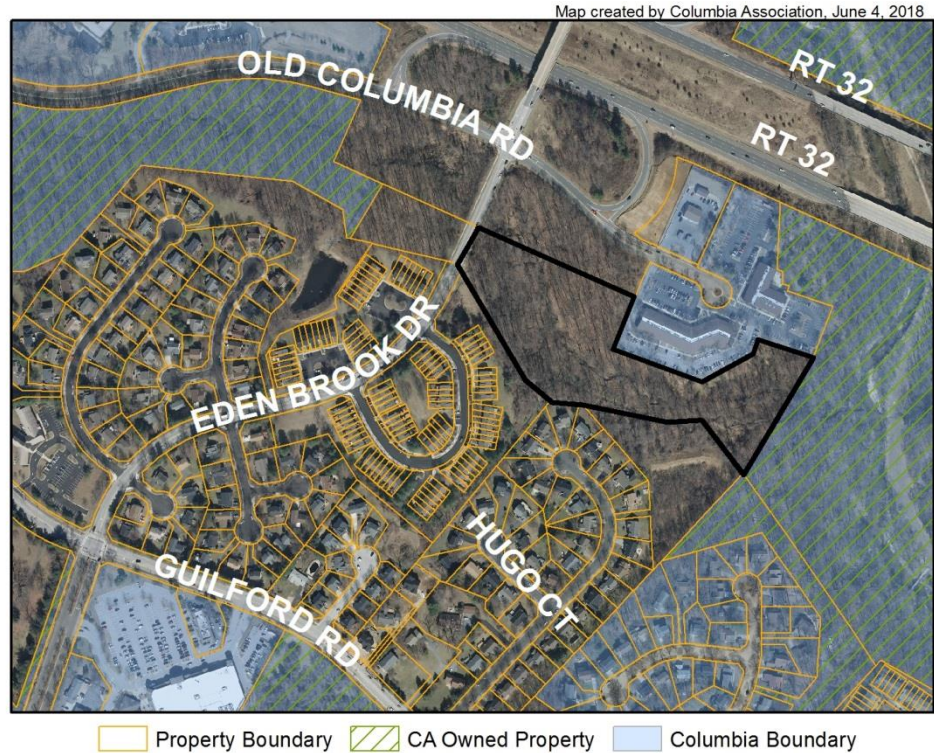 Map created by Columbia Association, June 4, 2018
OLD COLUMBIA RD
RT 32
RT 32
EDEN BROOK DR
HUGO CT
GUILFORD RD
Property Boundary
CA Owned Property
Columbia Boundary